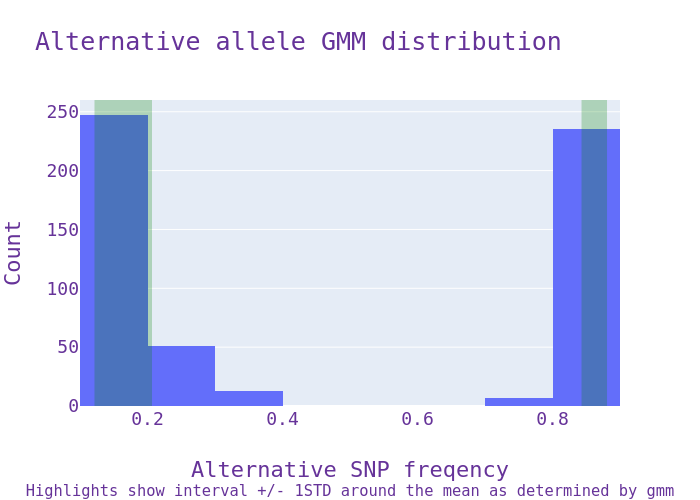 Alternative allele GMM distribution
Count
250
200
150
100
50
0
0.2 0.4 0.6 0.8
Alternative SNP freqency
Highlights show interval +/- 1STD around the mean as determined by gmm